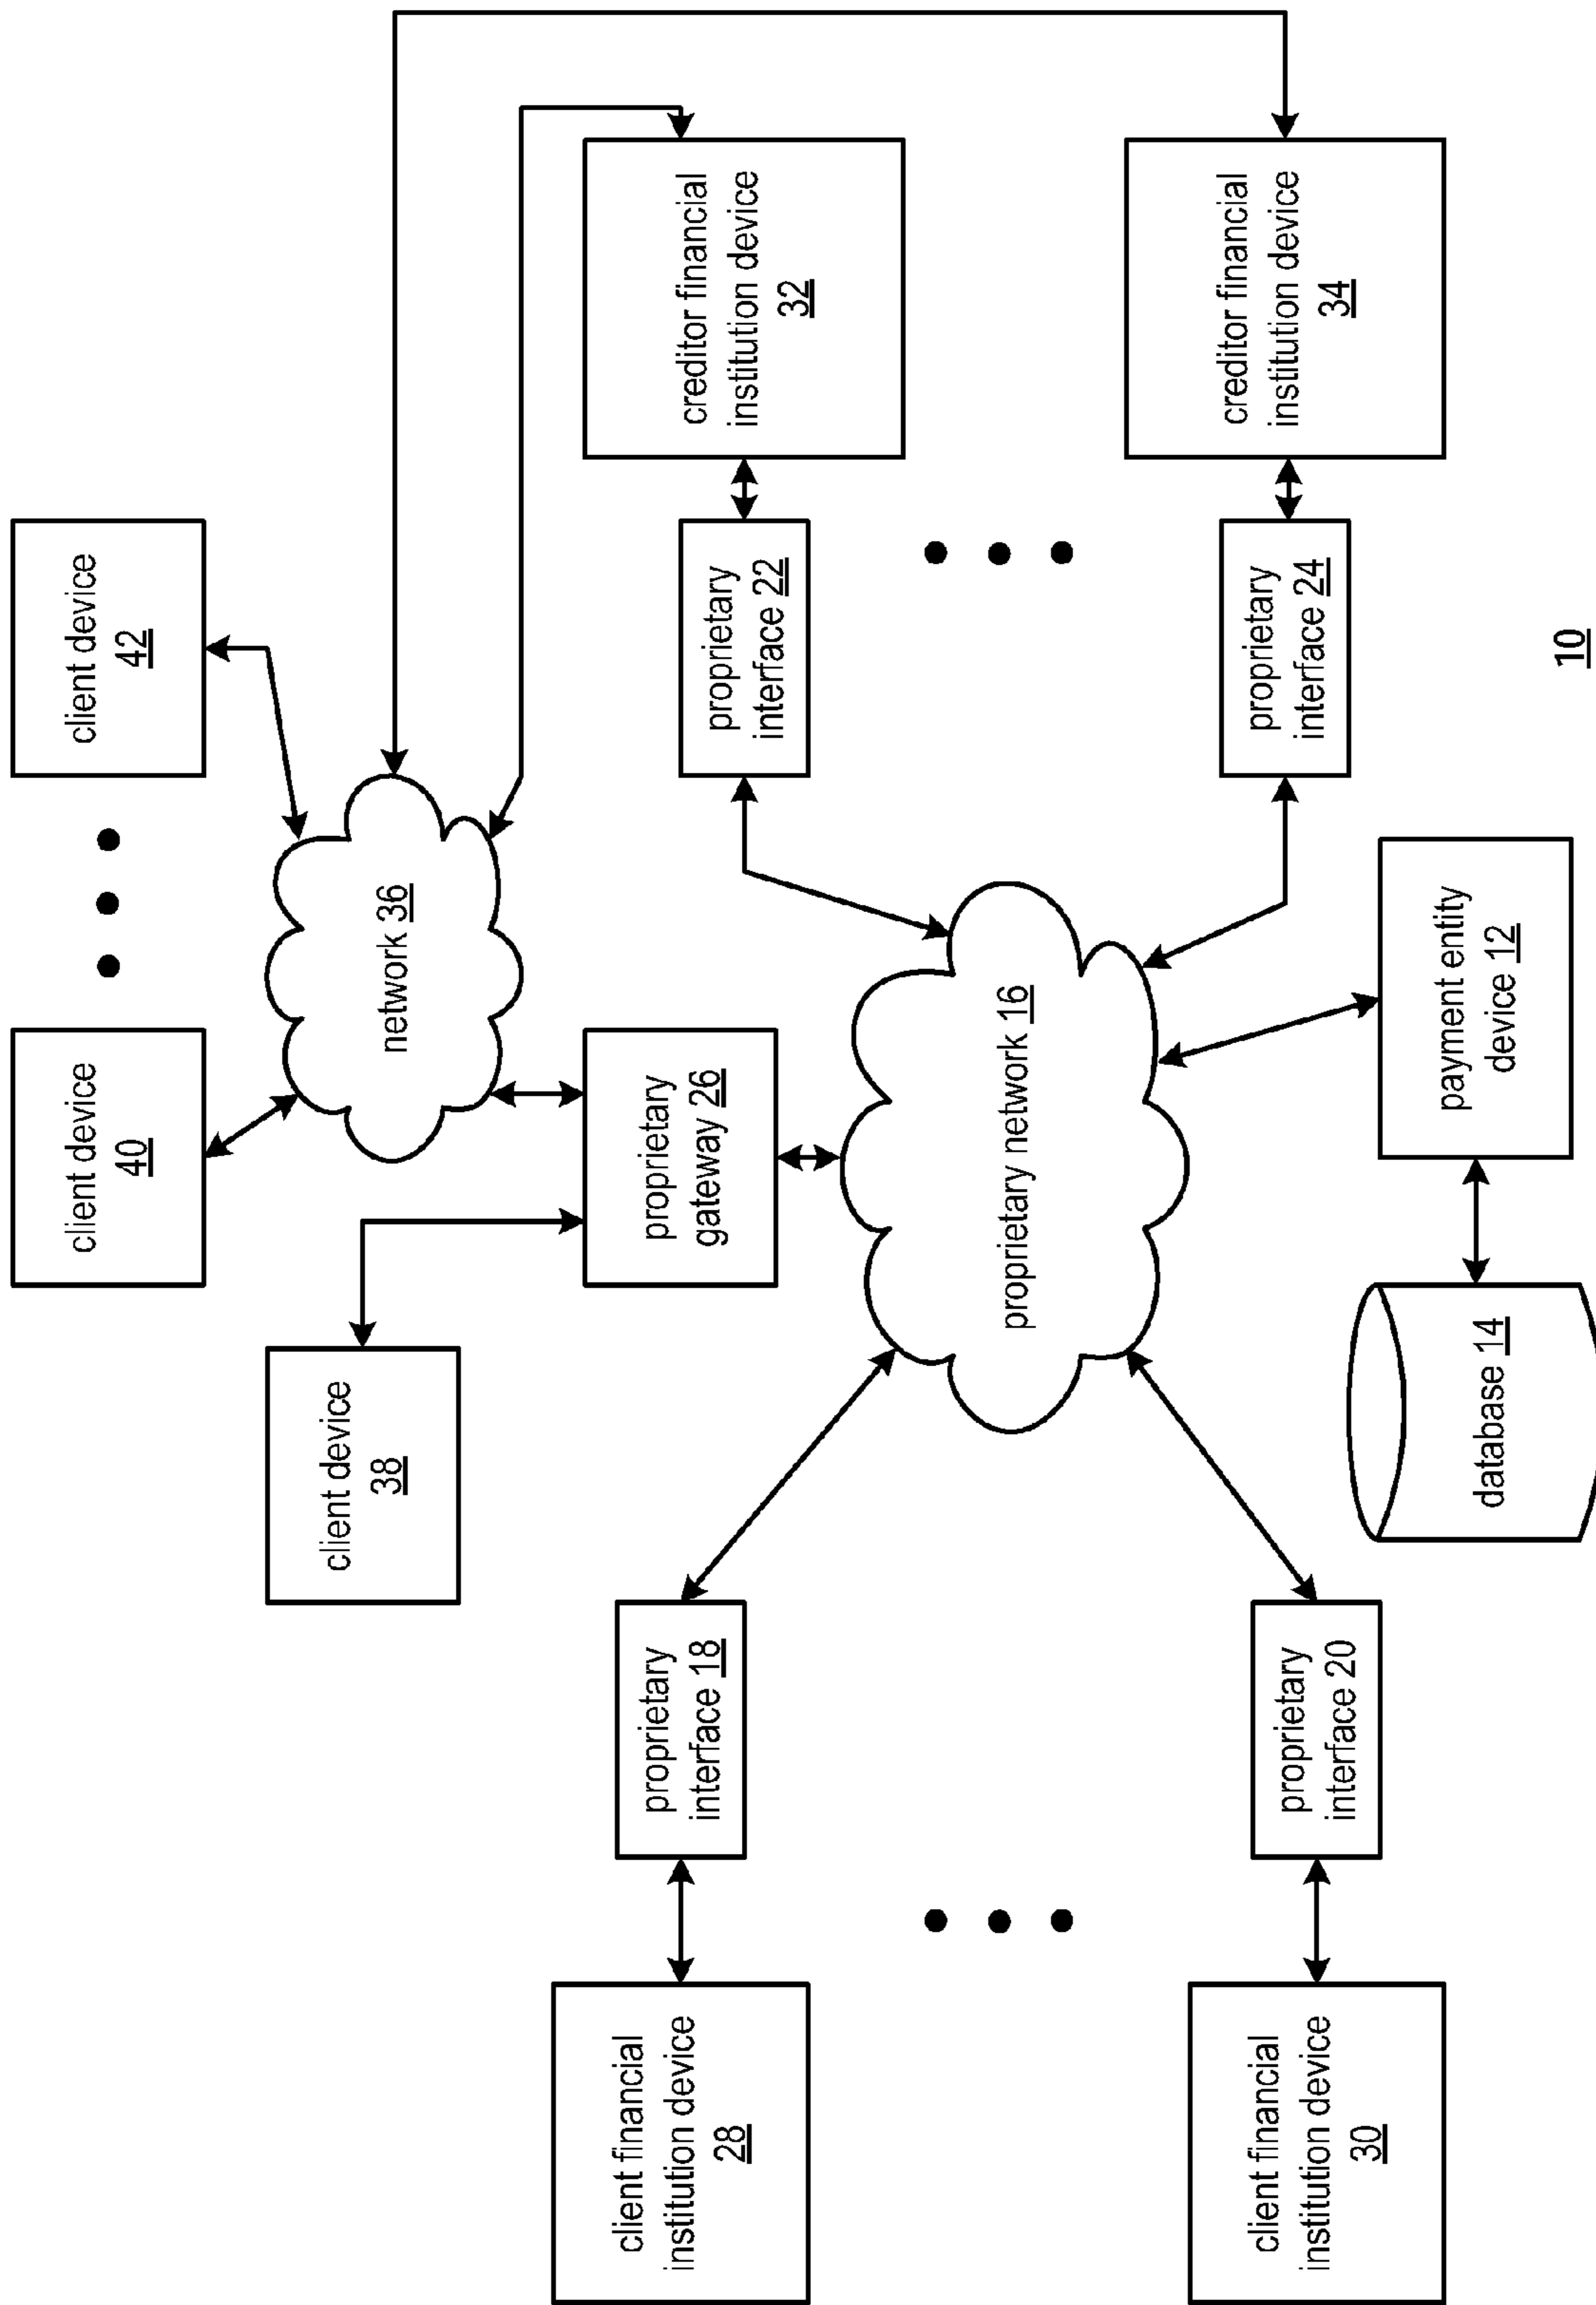 client device
40
client device
42
client device
38
network 36
proprietary
gateway 26
client financial
institution device
28
proprietary
interface 18
proprietary
interface 22
creditor financial
institution device
32
proprietary network 16
client financial
institution device
30
proprietary
interface 20
proprietary
interface 24
creditor financial
institution device
34
database 14
payment entity
device 12
10